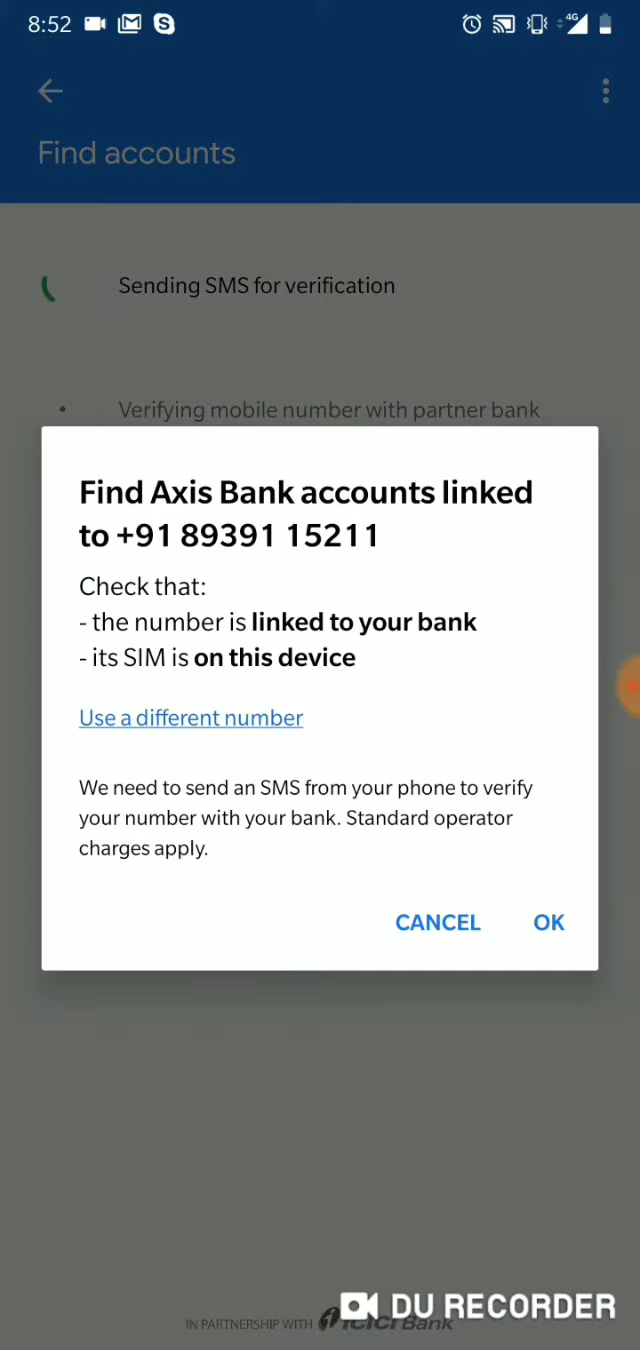 8:52
4G
Find accounts
Sending SMS for verification
Verifying mobile number with partner bank
Find Axis Bank accounts linked
to +91 89391 15211
Check that:
- the number is linked to your bank
- its SIM is on this device
Use a different number
We need to send an SMS from your phone to verify
your number with your bank. Standard operator
charges apply.
CANCEL OK
DU RECORDER
IN PARTNERSHIP WITH ICICI Bank